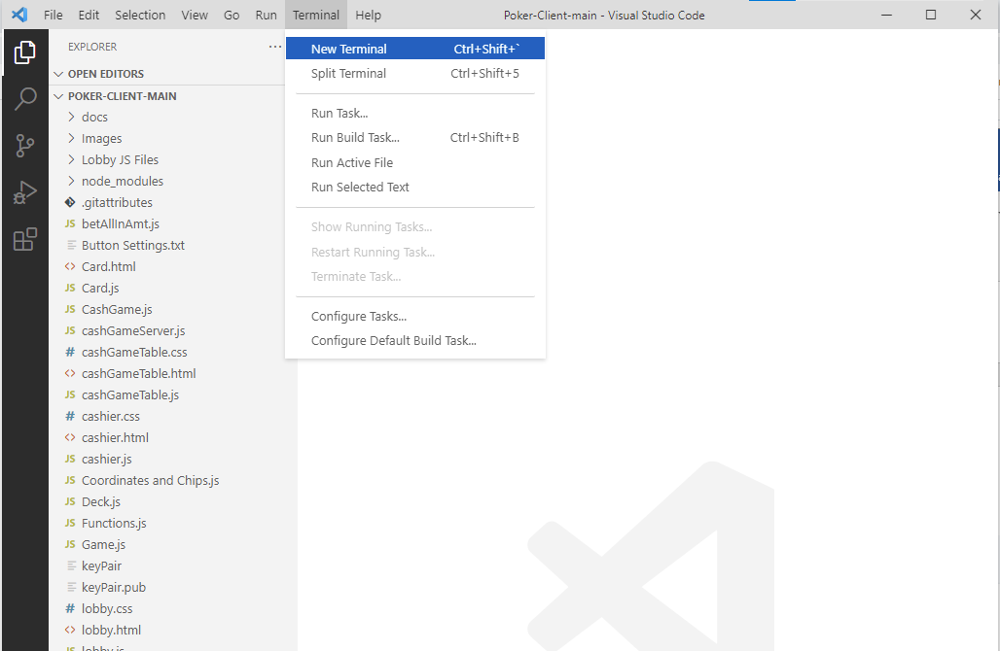 File Edit Selection View Go Run Terminal Help Poker-Client-main - Visual Studio Code
EXPLORER
OPEN EDITORS
POKER-CLIENT-MAIN
docs
Images
Lobby JS Files
node_modules
.gitattributes
JS betAllInAmt.js
Button Settings.txt
<> Card.html
JS Card.js
JS CashGame.js
JS cashGameServer.js
# cashGameTable.css
<> cashGameTable.html
JS cashGameTable.js
# cashier.css
<> cashier.html
JS cashier.js
JS Coordinates and Chips.js
JS Deck.js
JS Functions.js
JS Game.js
keyPair
keyPair.pub
# lobby.css
<> lobby.html
JS lobby.js
New Terminal Ctrl+Shift+`
Split Terminal Ctrl+Shift+5
Run Task...
Run Build Task... Ctrl+Shift+B
Run Active File
Run Selected Text
Show Running Tasks...
Restart Running Task...
Terminate Task...
Configure Tasks...
Configure Default Build Task...